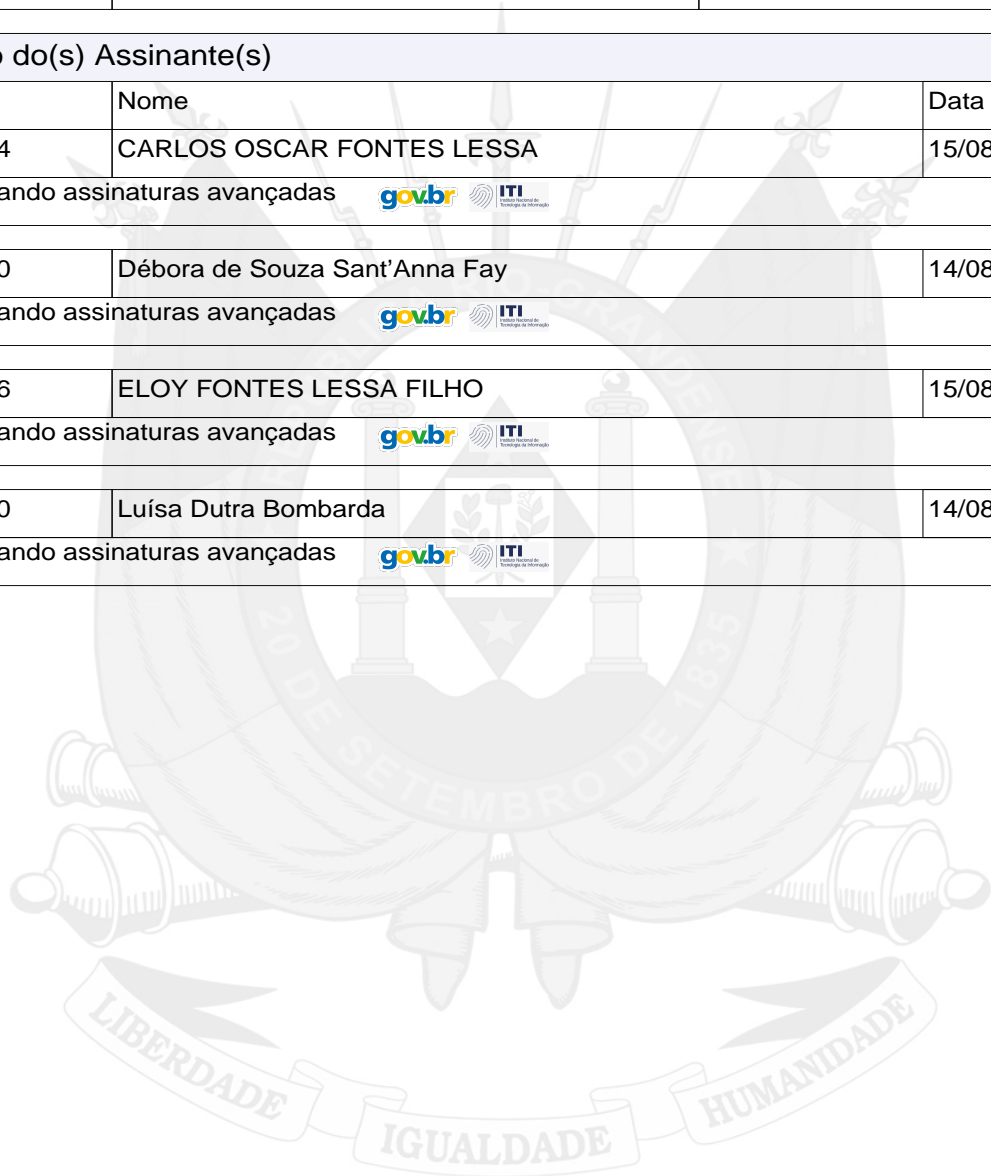 o do(s) Assinante(s)
Nome Data
4 CARLOS OSCAR FONTES LESSA 15/08
ando assinaturas avançadas gov.br ITI
0 Débora de Souza Sant'Anna Fay 14/08
ando assinaturas avançadas gov.br ITI
6 ELOY FONTES LESSA FILHO 15/08
ando assinaturas avançadas gov.br ITI
0 Luísa Dutra Bombarda 14/08
ando assinaturas avançadas gov.br ITI
20 DE SETEMBRO DE 1835
LIBERDADE IGUALDADE HUMANIDADE